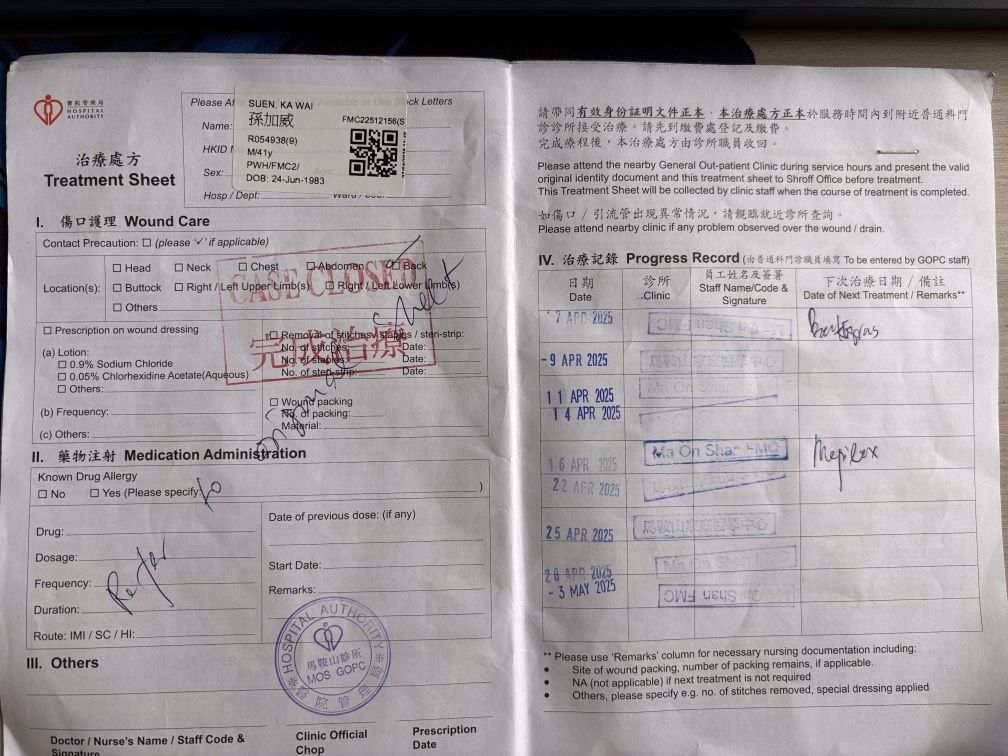 醫院管理局
HOSPITAL
AUTHORITY
治療處方
Treatment Sheet
Please Af
Block Letters
Name:
HKID
Sex:
Hosp / Dept:
SUEN, KA WAI
孫加威
FMC22512156(S
R054938(9)
M/41y
PWH/FMC2/
DOB: 24-Jun-1983
I. 傷口護理 Wound Care
Contact Precaution: ☐ (please '✓' if applicable)
Location(s):
☐ Head ☐ Neck ☐ Chest ☐ Abdomen ☐ Back
☐ Buttock ☐ Right / Left Upper Limb(s) ☐ Right / Left Lower Limb(s)
☐ Others
CASE CLOSED
完成治療
☐ Prescription on wound dressing
(a) Lotion:
☐ 0.9% Sodium Chloride
☐ 0.05% Chlorhexidine Acetate(Aqueous)
☐ Others:
(b) Frequency:
(c) Others:
☐ Removal of stitches / staples / steri-strip:
No. of stitches: Date:
No. of staples: Date:
No. of steri-strip: Date:
☐ Wound packing
No of packing:
Material:
II. 藥物注射 Medication Administration
Known Drug Allergy
☐ No ☐ Yes (Please specify: )
Drug:
Dosage:
Frequency:
Duration:
Route: IMI / SC / HI:
Date of previous dose: (if any)
Start Date:
Remarks:
Refer to original sheet
III. Others
HOSPITAL AUTHORITY
馬鞍山診所
MOS GOPC
醫院管理局
Doctor / Nurse's Name / Staff Code &
Signature
Clinic Official
Chop
Prescription
Date
請帶同有效身份証明文件正本、本治療處方正本於服務時間內到附近普通科門
診診所接受治療。請先到繳費處登記及繳費。
完成療程後，本治療處方由診所職員收回。
Please attend the nearby General Out-patient Clinic during service hours and present the valid
original identity document and this treatment sheet to Shroff Office before treatment.
This Treatment Sheet will be collected by clinic staff when the course of treatment is completed.
如傷口 / 引流管出現異常情況，請親臨就近診所查詢。
Please attend nearby clinic if any problem observed over the wound / drain.
IV. 治療記錄 Progress Record (由普通科門診職員填寫 To be entered by GOPC staff)
日期
Date
診所
Clinic
員工姓名及簽署
Staff Name/Code &
Signature
下次治療日期 / 備註
Date of Next Treatment / Remarks**
7 APR 2025 Ma On Shan FMC
- 9 APR 2025 馬鞍山家庭醫學中心
11 APR 2025 Ma On Shan
14 APR 2025
16 APR 2025 Ma On Shan FMC Mepilex
22 APR 2025
25 APR 2025 馬鞍山家庭醫學中心
APR 2025 Ma On Shan
- 3 MAY 2025 On Shan FMC
** Please use 'Remarks' column for necessary nursing documentation including:
• Site of wound packing, number of packing remains, if applicable.
• NA (not applicable) if next treatment is not required
• Others, please specify e.g. no. of stitches removed, special dressing applied